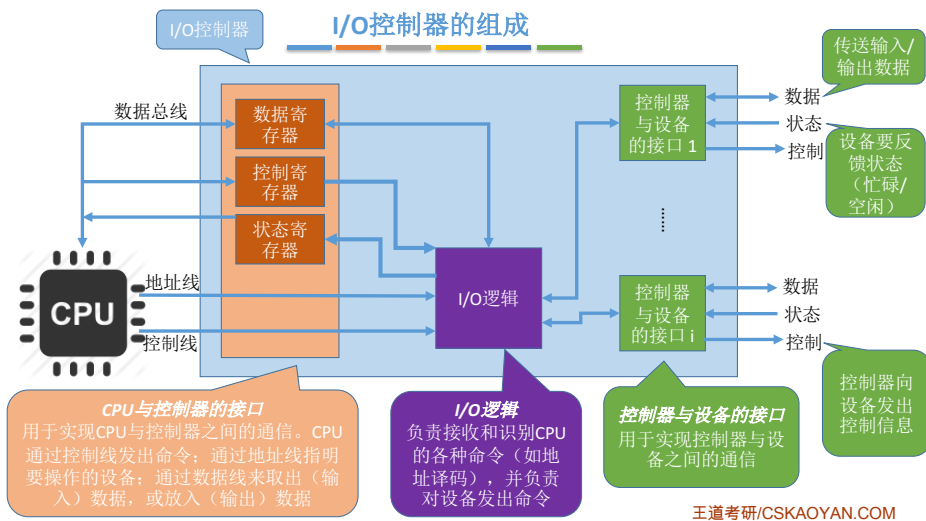 I/O控制器的组成
I/O控制器
数据总线
数据寄
存器
控制寄
存器
状态寄
存器
CPU
地址线
控制线
I/O逻辑
控制器
与设备
的接口 1
数据
状态
控制
......
控制器
与设备
的接口 i
数据
状态
控制
传送输入/
输出数据
设备要反
馈状态
（忙碌/
空闲）
控制器向
设备发出
控制信息
CPU与控制器的接口
用于实现CPU与控制器之间的通信。CPU
通过控制线发出命令；通过地址线指明
要操作的设备；通过数据线来取出（输
入）数据，或放入（输出）数据
I/O逻辑
负责接收和识别CPU
的各种命令（如地
址译码），并负责
对设备发出命令
控制器与设备的接口
用于实现控制器与设
备之间的通信
王道考研/CSKAOYAN.COM